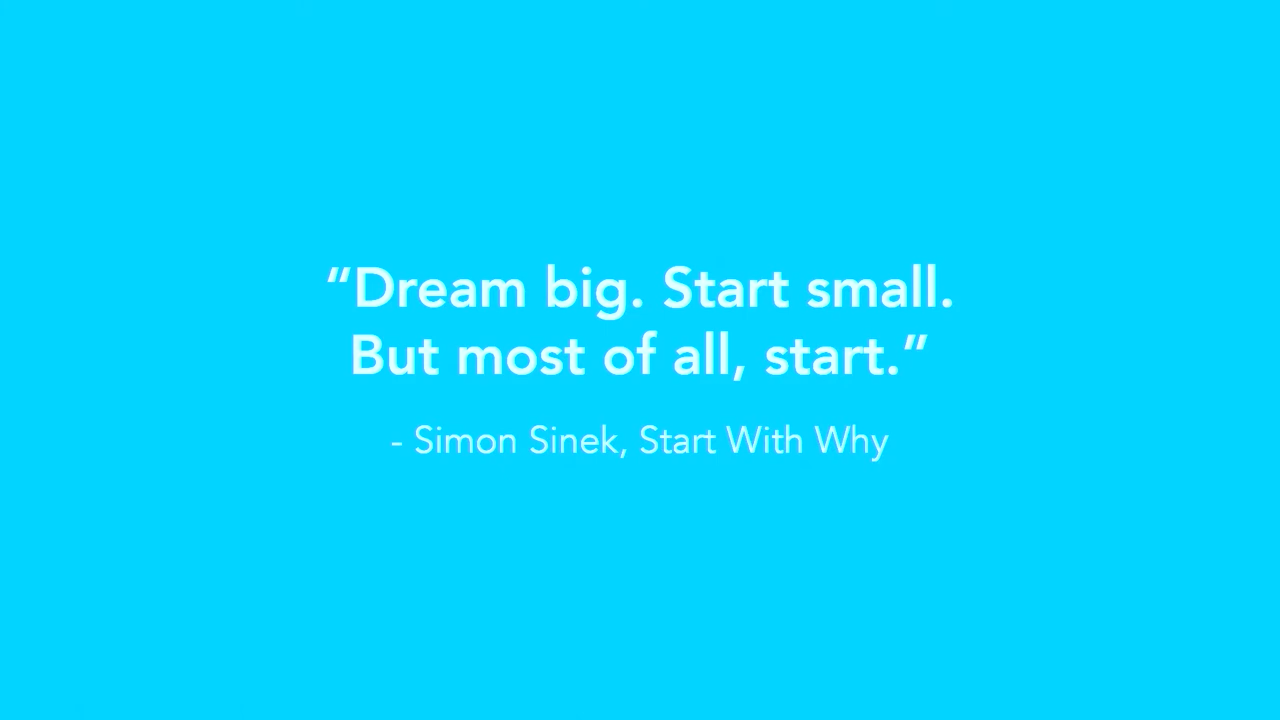 “Dream big. Start small.
But most of all, start.”
- Simon Sinek, Start With Why